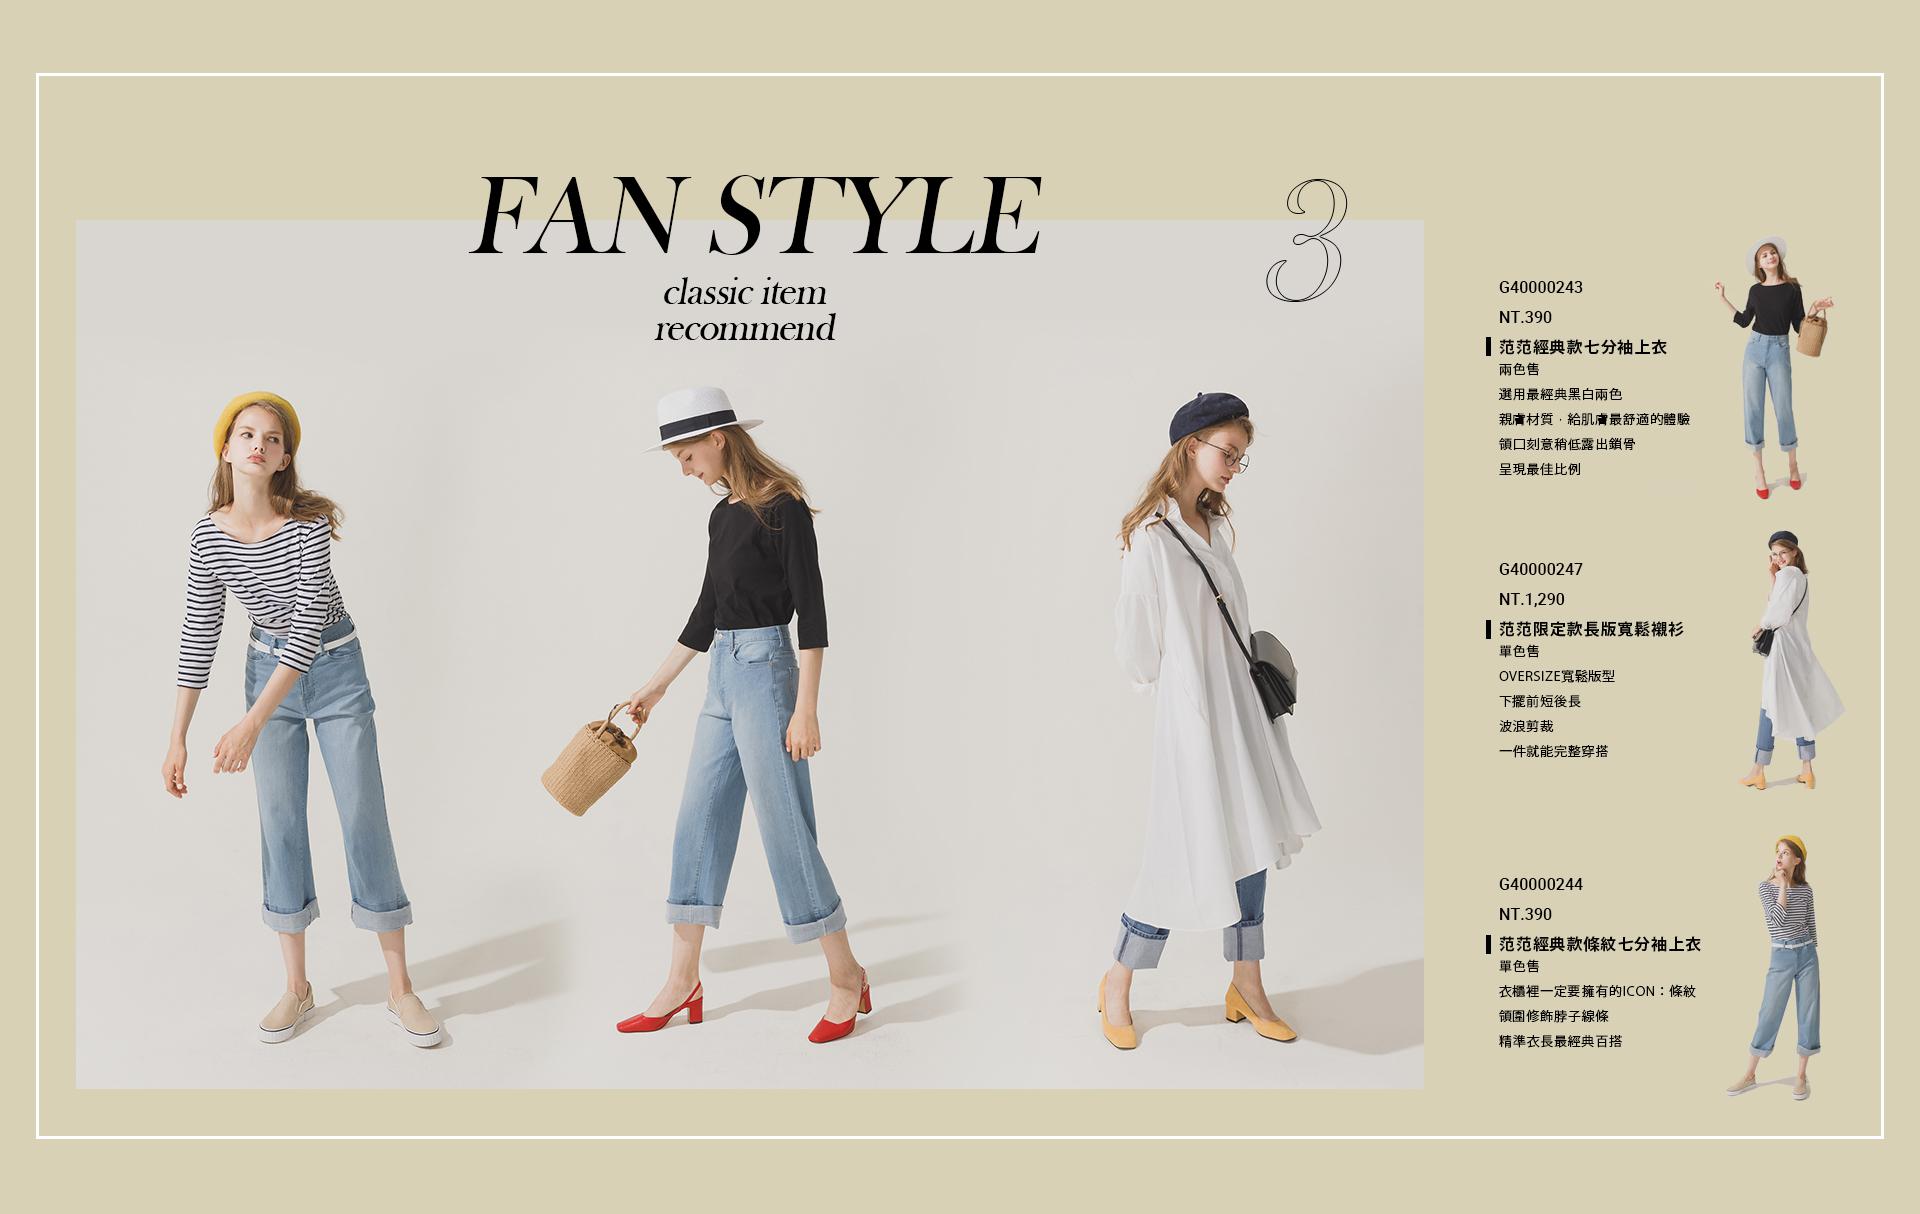 FAN STYLE
3
classic item
recommend
G40000243
NT.390
范范經典款七分袖上衣
兩色售
選用最經典黑白兩色
親膚材質．給肌膚最舒適的體驗
領口刻意稍低露出鎖骨
呈現最佳比例
G40000247
NT.1,290
范范限定款長版寬鬆襯衫
單色售
OVERSIZE寬鬆版型
下擺前短後長
波浪剪裁
一件就能完整穿搭
G40000244
NT.390
范范經典款條紋七分袖上衣
單色售
衣櫃裡一定要擁有的ICON：條紋
領圍修飾脖子線條
精準衣長最經典百搭